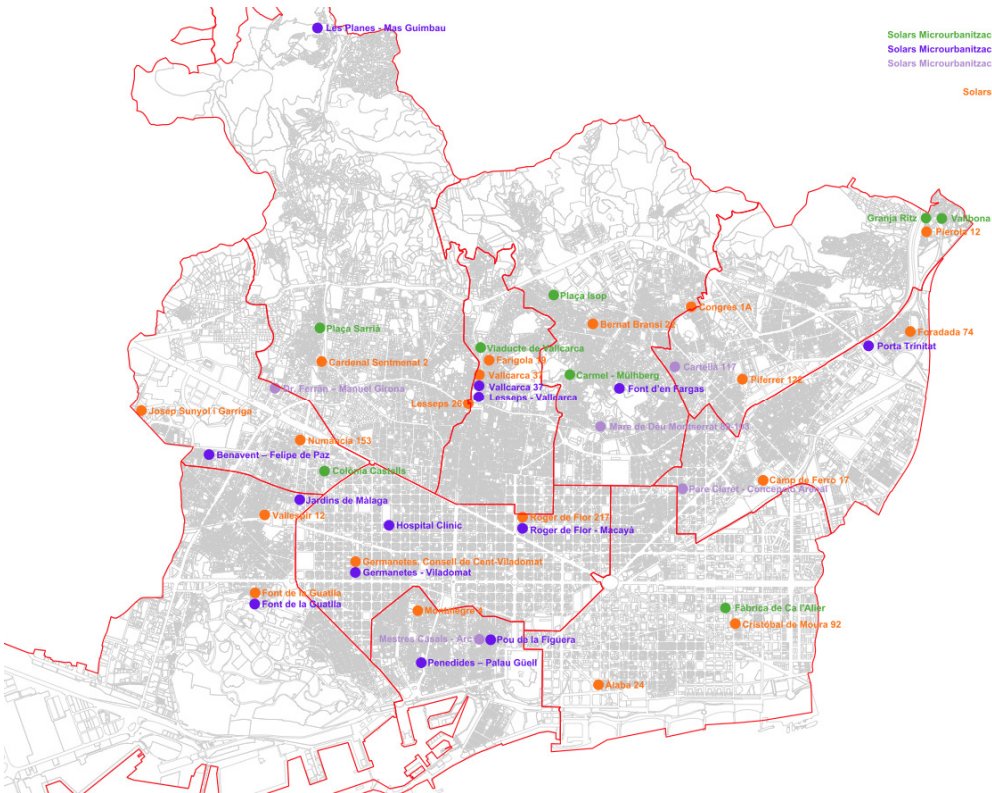 Les Planes - Mas Guimbau
Solars Microurbanitzac
Solars Microurbanitzac
Solars Microurbanitzac
Solars
Granja Ritz
Vallbona
Pierola 12
Plaça Isop
Congrés 1A
Plaça Sarrià
Bernat Bransi 26
Foradada 74
Viaducte de Vallcarca
Porta Trinitat
Cardenal Sentmenat 2
Farigola 19
Cartellà 117
Vallcarca 37
Carmel - Mülhberg
Piferrer 122
Dr. Ferran - Manuel Girona
Vallcarca 37
Font d'en Fargas
Lesseps - Vallcarca
Lesseps 20
Josep Sunyol i Garriga
Mare de Déu Montserrat
Numància 153
Benavent – Felipe de Paz
Coloma Castells
Camp de Ferro 17
Pare Claret - Concepció Arenal
Jardins de Màlaga
Vallespir 12
Roger de Flor 217
Hospital Clínic
Roger de Flor - Macayà
Germanetes, Consell de Cent-Viladomat
Germanetes - Viladomat
Font de la Guatlla
Font de la Guatlla
Montalegre 4
Fàbrica de Ca l'Alier
Cristóbal de Moura 92
Mestres Casals - Arc
Pou de la Figuera
Penedides – Palau Güell
Àlaba 24